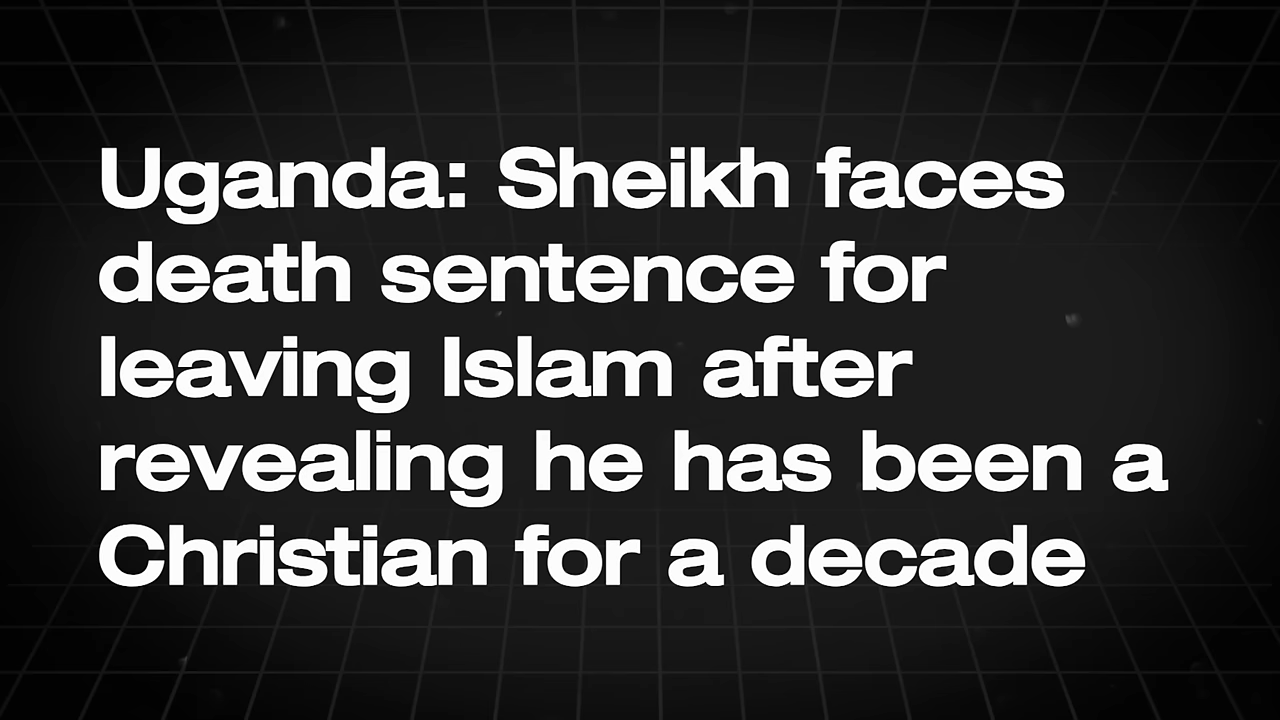 Uganda: Sheikh faces
death sentence for
leaving Islam after
revealing he has been a
Christian for a decade